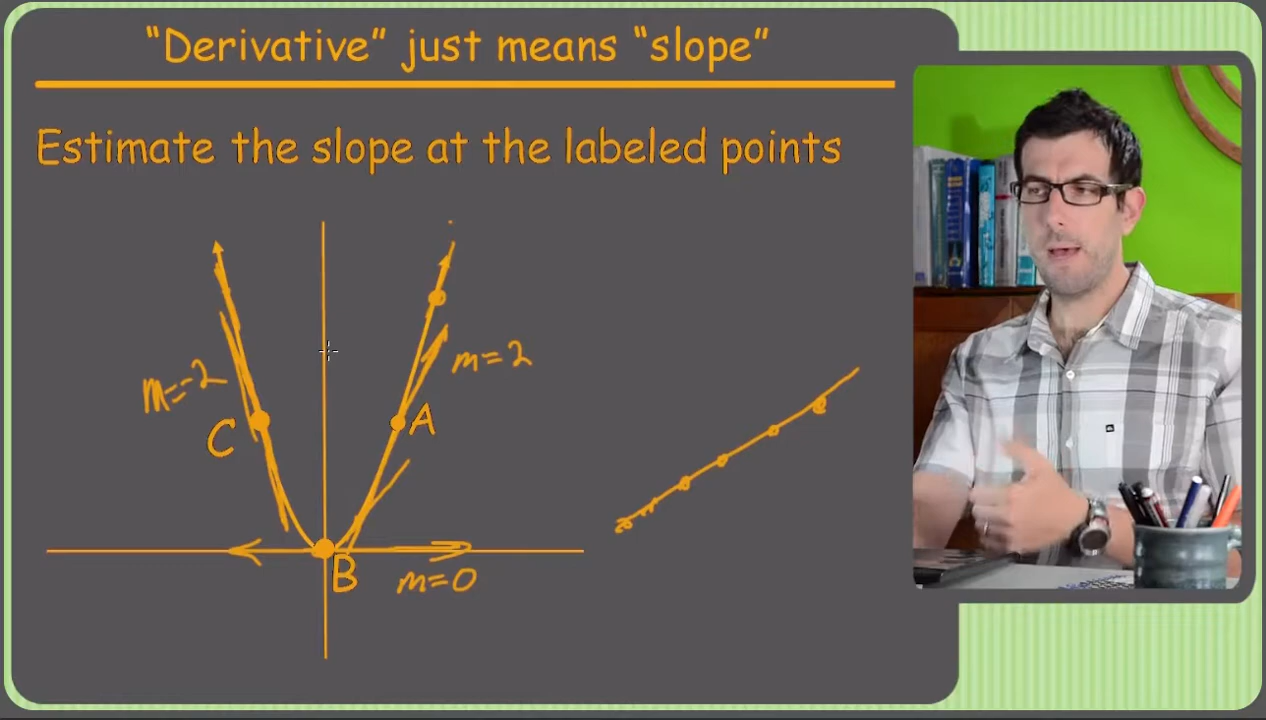 “Derivative” just means “slope”
Estimate the slope at the labeled points
m=-2
m=2
C
A
B
m=0